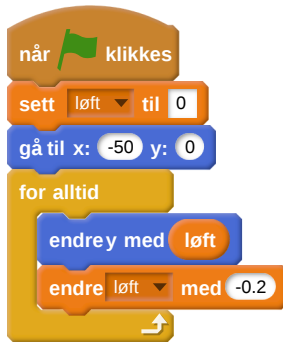 når klikkes
sett løft til 0
gå til x: -50 y: 0
for alltid
endre y med løft
endre løft med -0.2